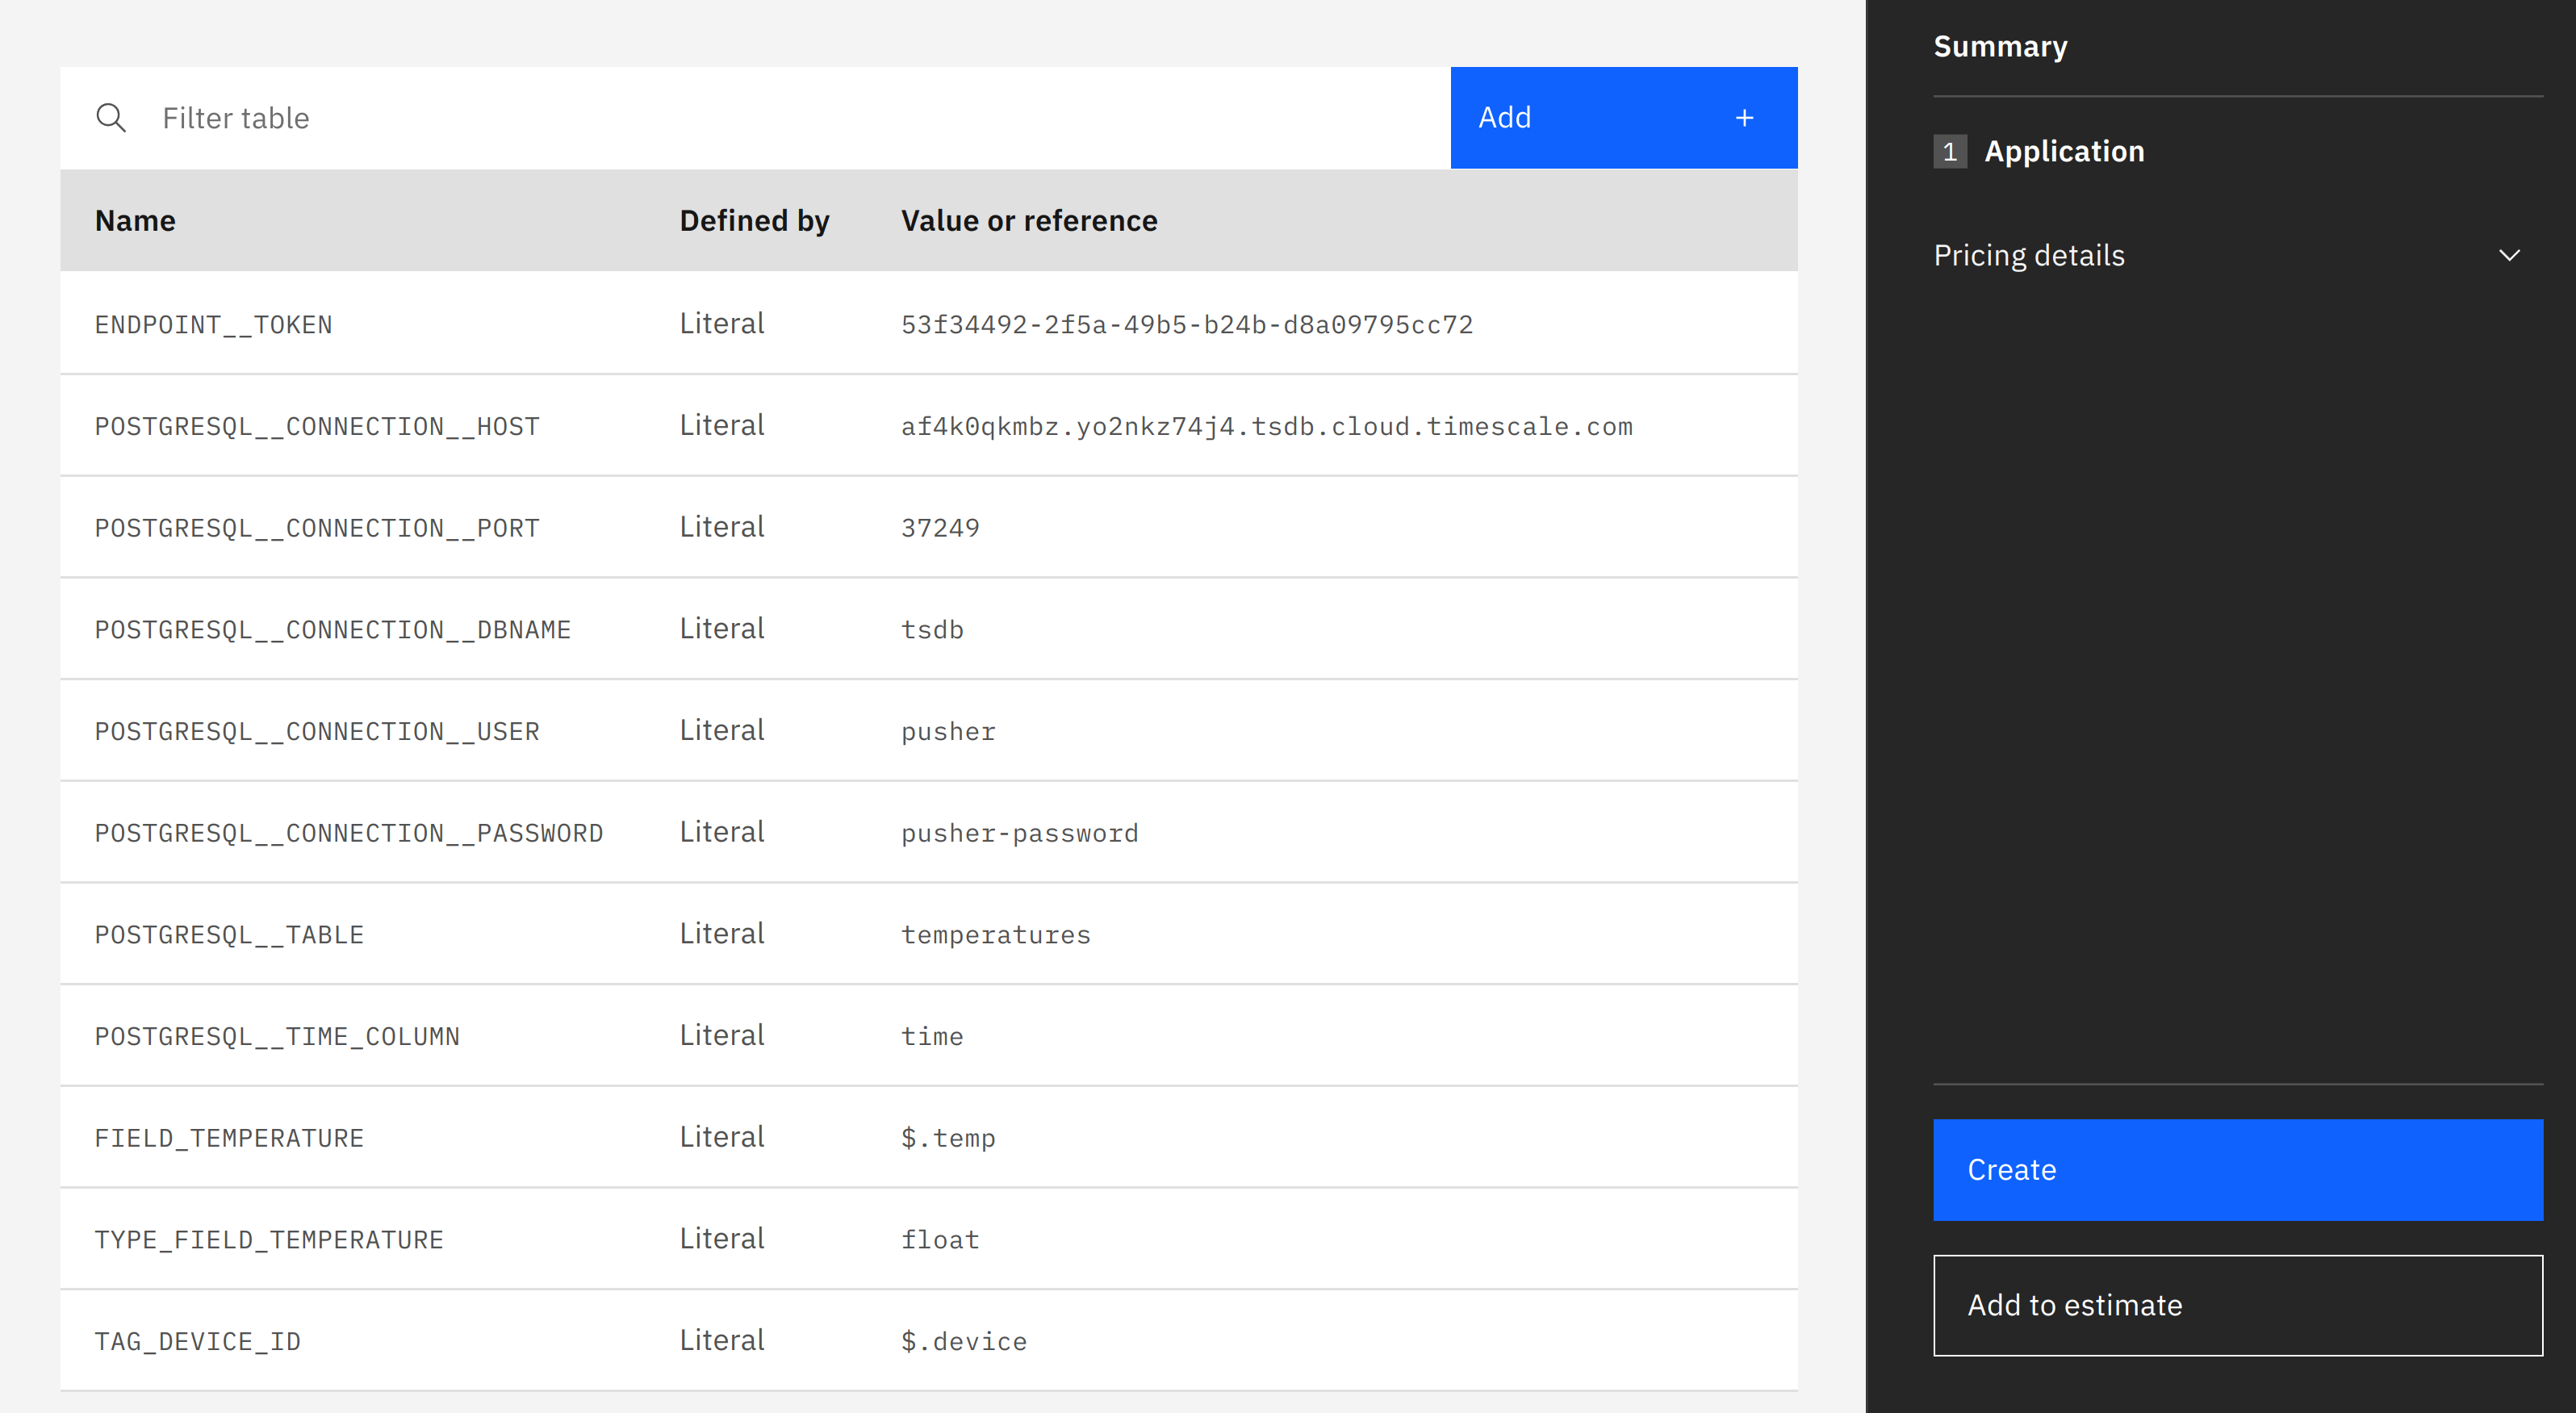 Filter table
Add +
Name Defined by Value or reference
ENDPOINT__TOKEN Literal 53f34492-2f5a-49b5-b24b-d8a09795cc72
POSTGRESQL__CONNECTION__HOST Literal af4k0qkmbz.yo2nkz74j4.tsdb.cloud.timescale.com
POSTGRESQL__CONNECTION__PORT Literal 37249
POSTGRESQL__CONNECTION__DBNAME Literal tsdb
POSTGRESQL__CONNECTION__USER Literal pusher
POSTGRESQL__CONNECTION__PASSWORD Literal pusher-password
POSTGRESQL__TABLE Literal temperatures
POSTGRESQL__TIME_COLUMN Literal time
FIELD_TEMPERATURE Literal $.temp
TYPE_FIELD_TEMPERATURE Literal float
TAG_DEVICE_ID Literal $.device
Summary
1 Application
Pricing details
Create
Add to estimate